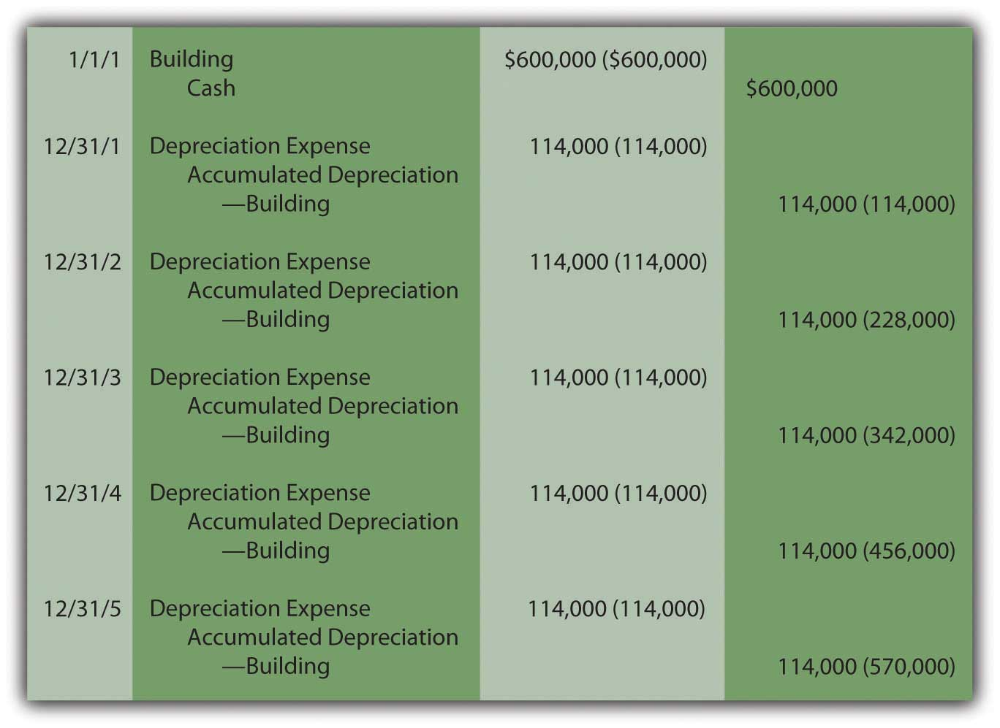 1/1/1 Building $600,000 ($600,000)
Cash $600,000
12/31/1 Depreciation Expense 114,000 (114,000)
Accumulated Depreciation
—Building 114,000 (114,000)
12/31/2 Depreciation Expense 114,000 (114,000)
Accumulated Depreciation
—Building 114,000 (228,000)
12/31/3 Depreciation Expense 114,000 (114,000)
Accumulated Depreciation
—Building 114,000 (342,000)
12/31/4 Depreciation Expense 114,000 (114,000)
Accumulated Depreciation
—Building 114,000 (456,000)
12/31/5 Depreciation Expense 114,000 (114,000)
Accumulated Depreciation
—Building 114,000 (570,000)